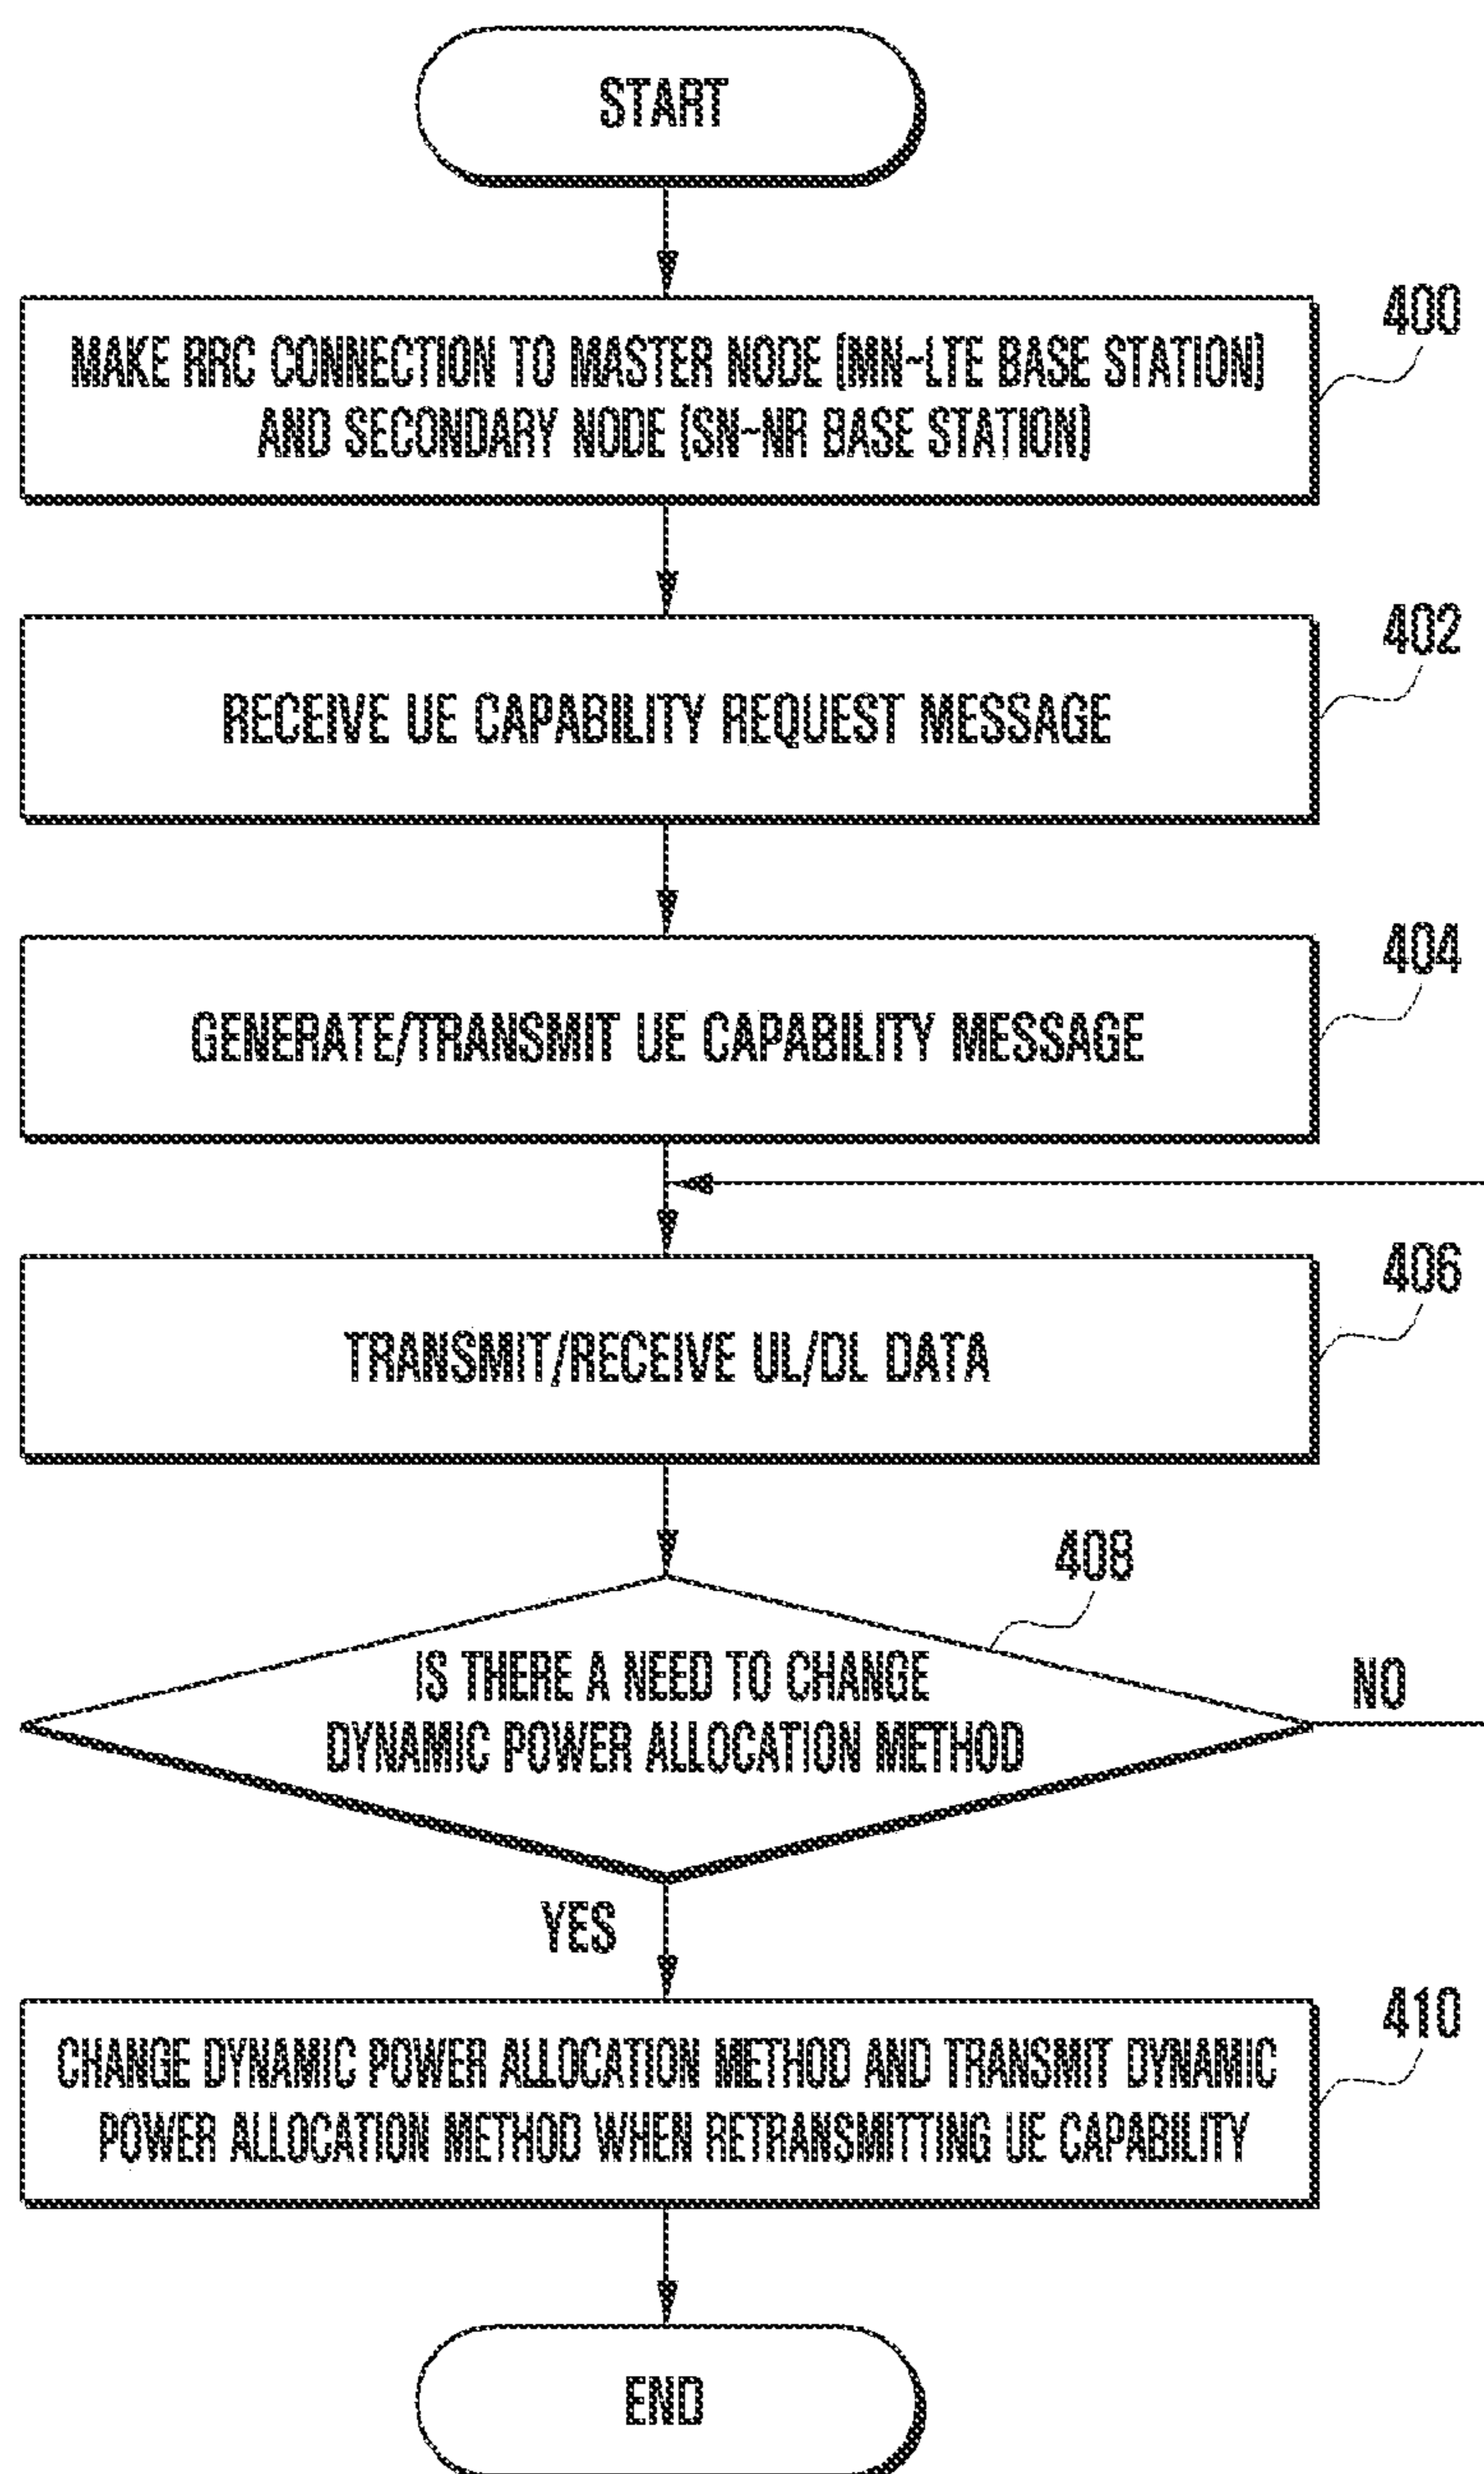 START
400
MAKE RRC CONNECTION TO MASTER NODE (MN~LTE BASE STATION)
AND SECONDARY NODE (SN~NR BASE STATION)
402
RECEIVE UE CAPABILITY REQUEST MESSAGE
404
GENERATE/TRANSMIT UE CAPABILITY MESSAGE
406
TRANSMIT/RECEIVE UL/DL DATA
408
IS THERE A NEED TO CHANGE
DYNAMIC POWER ALLOCATION METHOD
NO
YES
410
CHANGE DYNAMIC POWER ALLOCATION METHOD AND TRANSMIT DYNAMIC
POWER ALLOCATION METHOD WHEN RETRANSMITTING UE CAPABILITY
END